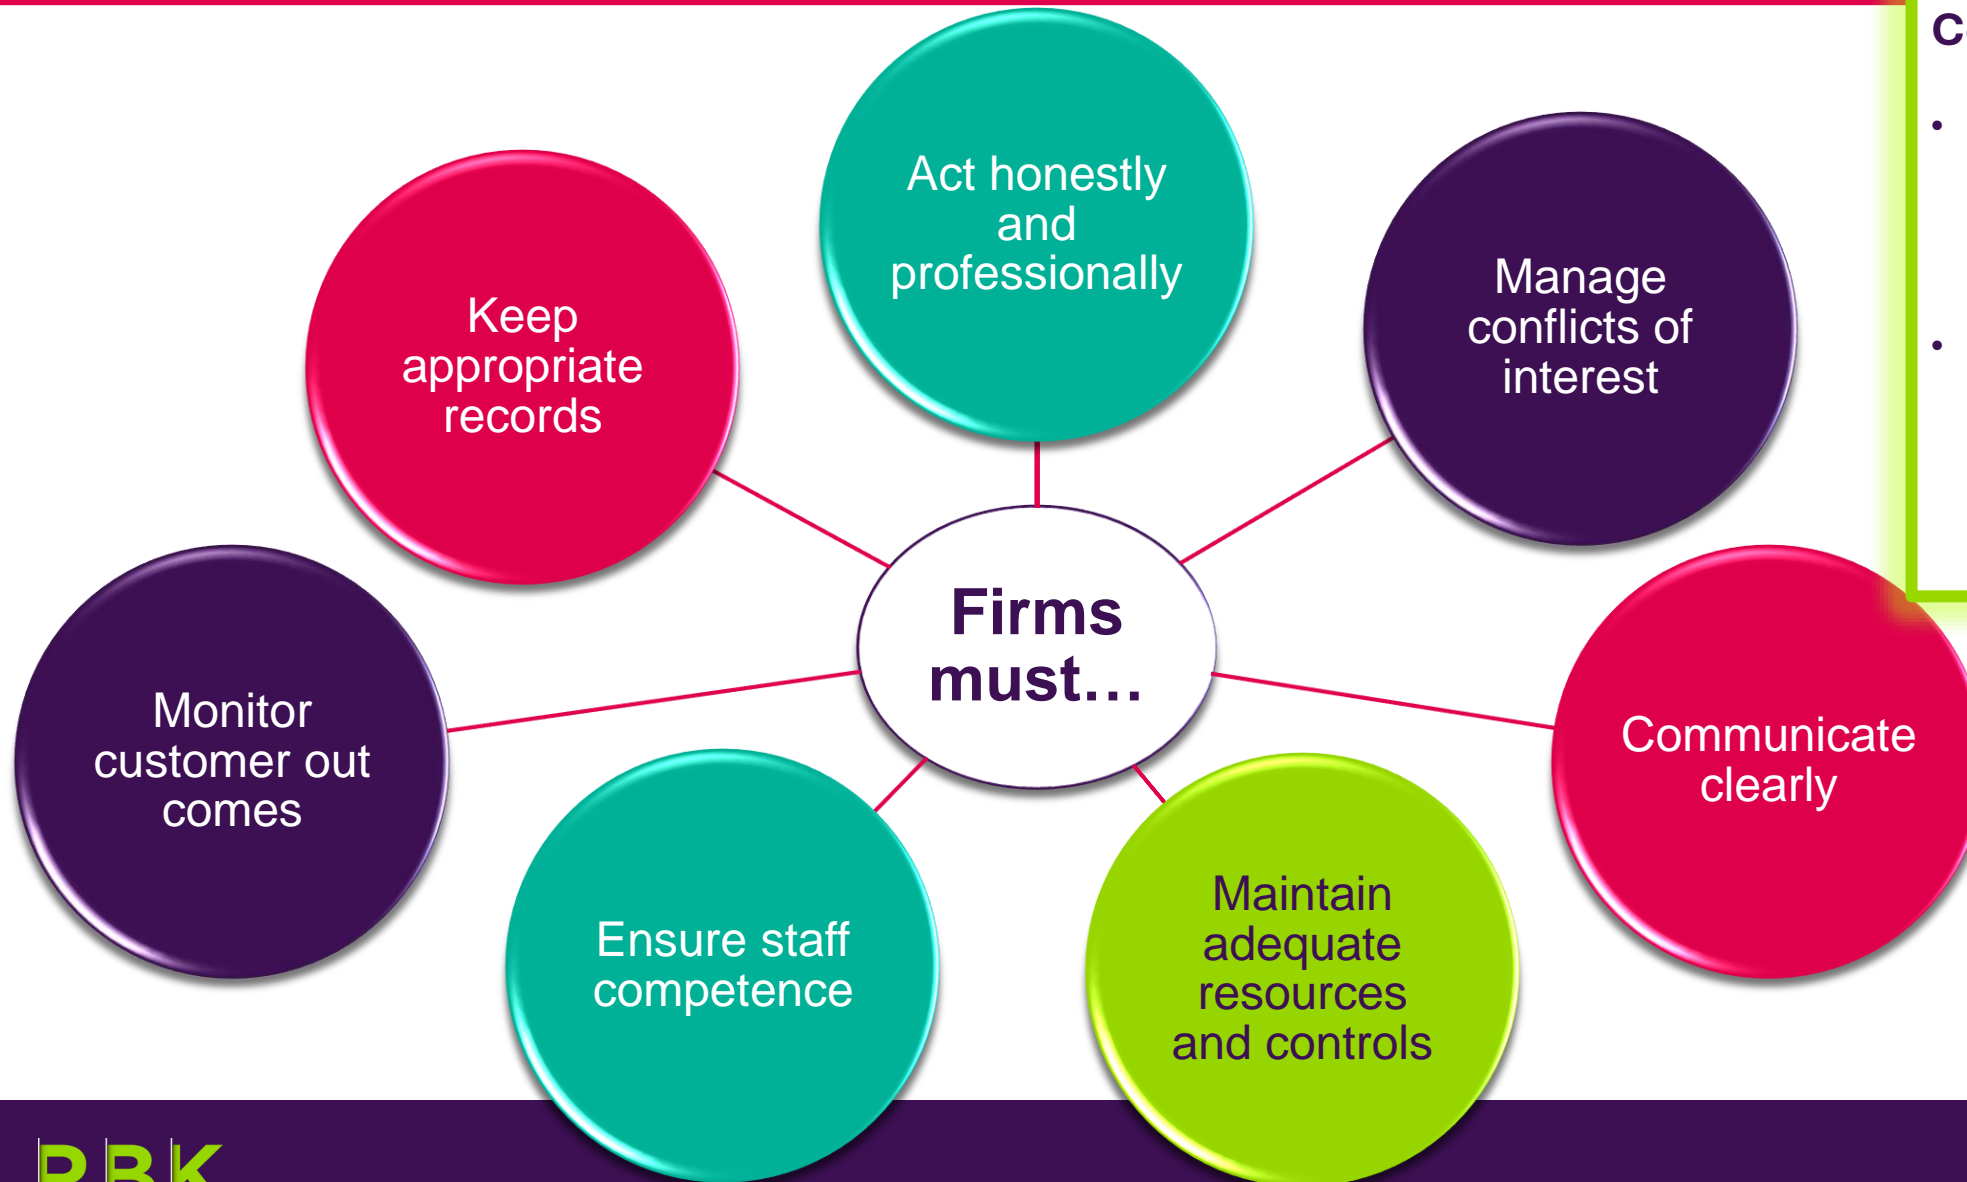 Act honestly
and
professionally
Manage
conflicts of
interest
Communicate
clearly
Maintain
adequate
resources
and controls
Ensure staff
competence
Monitor
customer out
comes
Keep
appropriate
records
Firms
must…
RBK